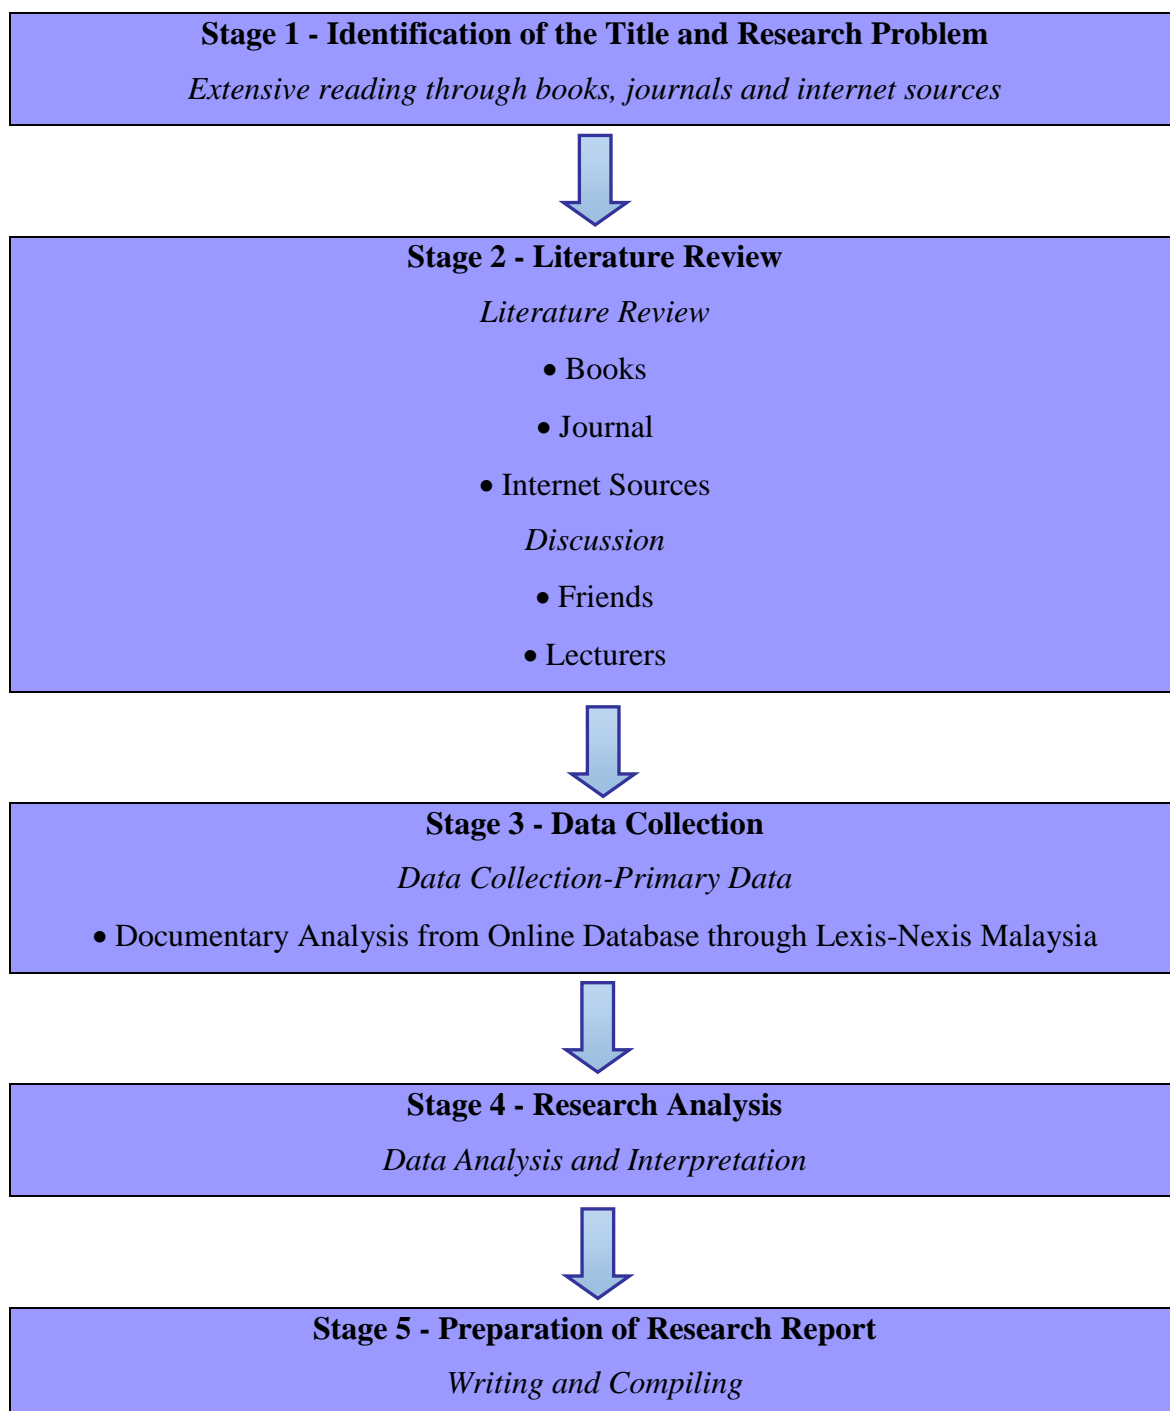 Stage 1 - Identification of the Title and Research Problem
Extensive reading through books, journals and internet sources
Stage 2 - Literature Review
Literature Review
• Books
• Journal
• Internet Sources
Discussion
• Friends
• Lecturers
Stage 3 - Data Collection
Data Collection-Primary Data
• Documentary Analysis from Online Database through Lexis-Nexis Malaysia
Stage 4 - Research Analysis
Data Analysis and Interpretation
Stage 5 - Preparation of Research Report
Writing and Compiling